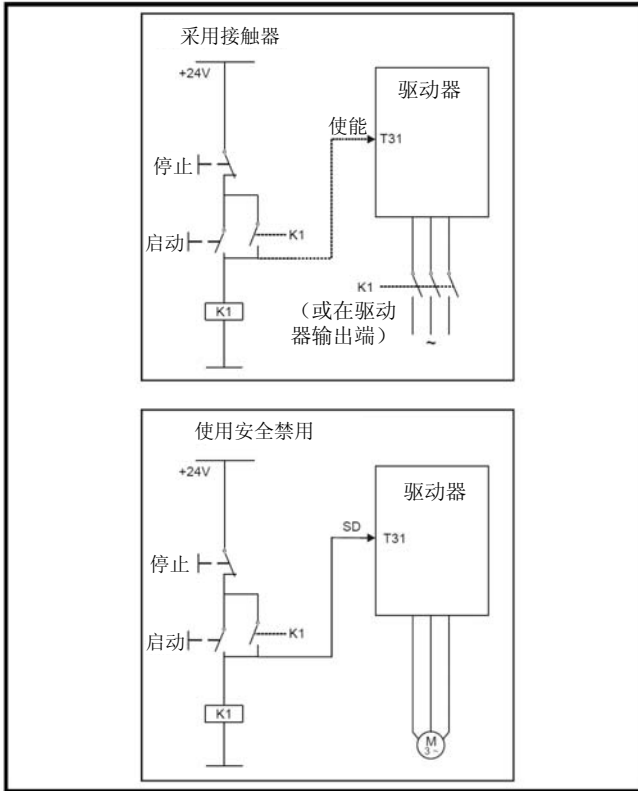 采用接触器
+24V
驱动器
使能
T31
停止
启动
K1
K1
K1
（或在驱动
器输出端）
~
使用安全禁用
+24V
驱动器
SD
T31
停止
启动
K1
K1
M
3 ~